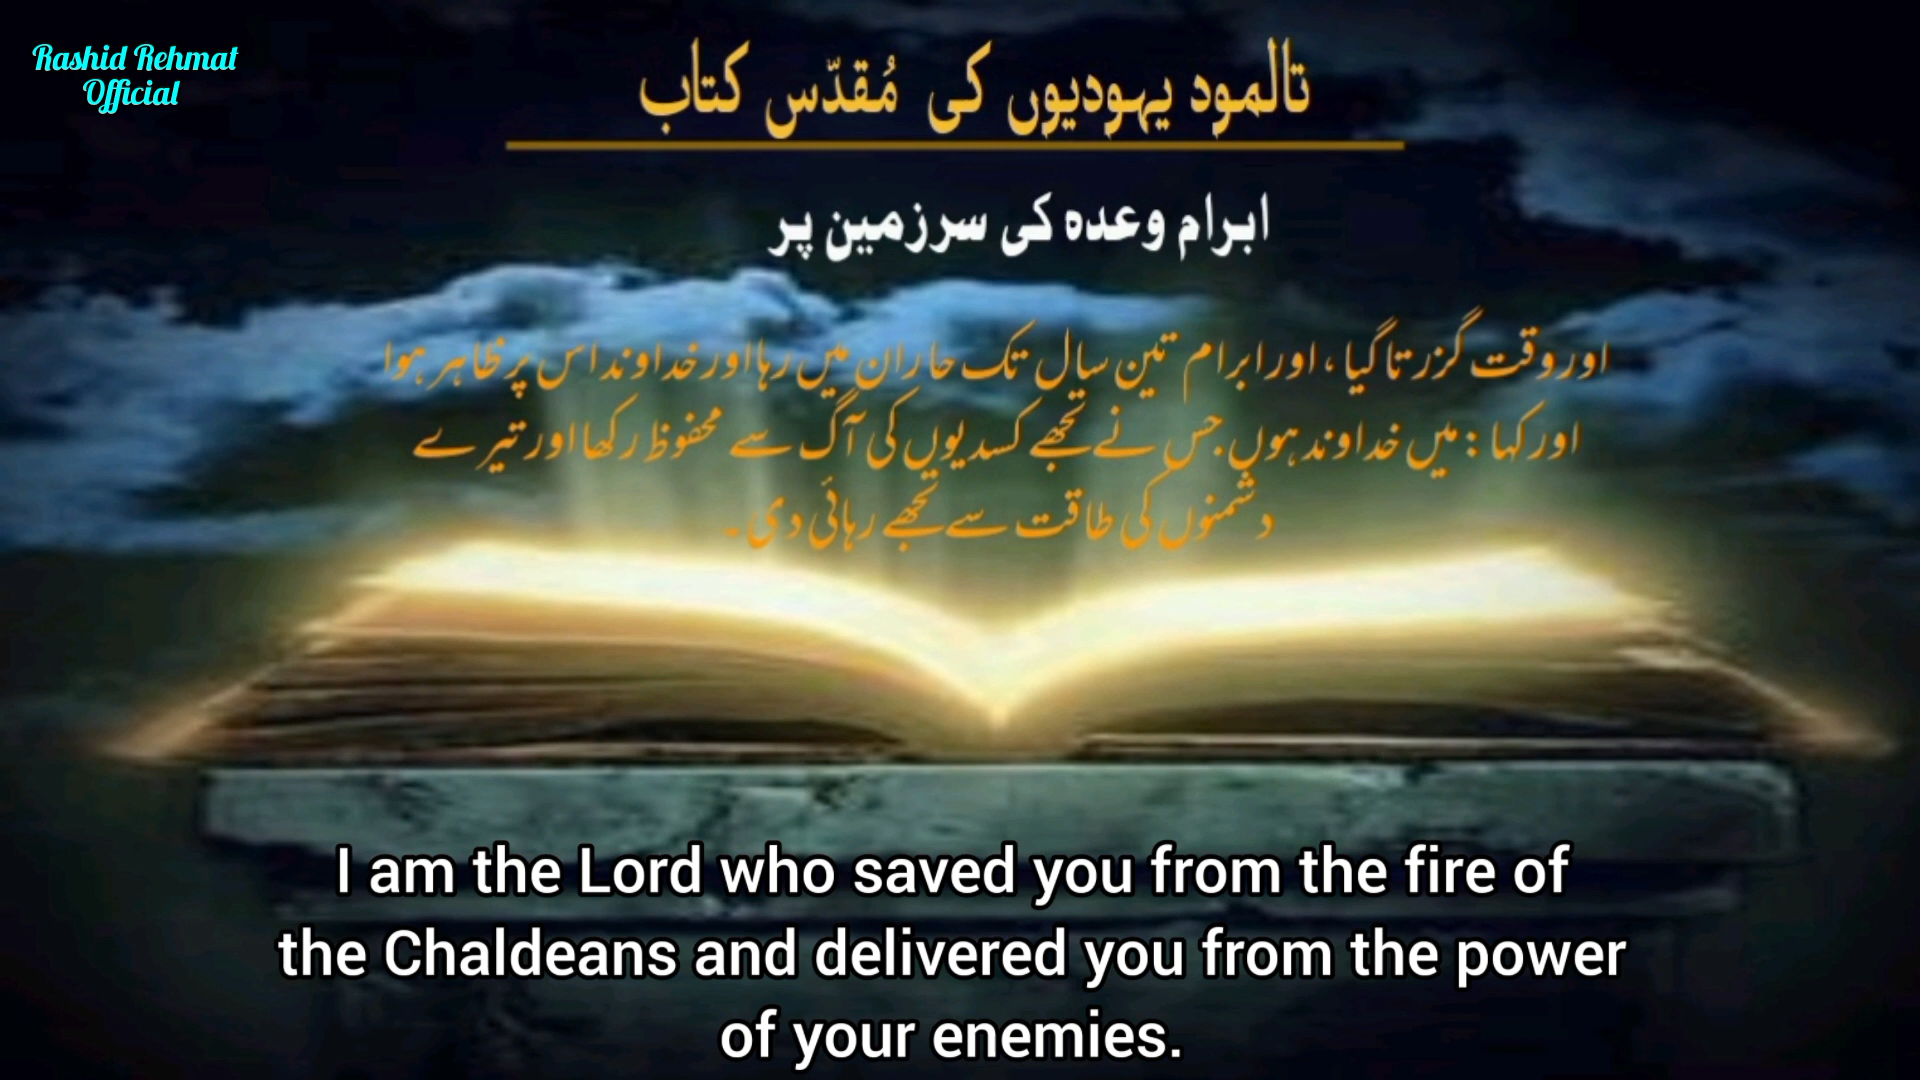 Rashid Rehmat
Official
تالمود یہودیوں کی مُقدّس کتاب
ابرام وعدہ کی سرزمین پر
اور وقت گزرتا گیا، اور ابرام تین سال تک حاران میں رہا اور خداوند اس پر ظاہر ہوا
اور کہا : میں خداوند ہوں جس نے تجھے کسدیوں کی آگ سے محفوظ رکھا اور تیرے
دشمنوں کی طاقت سے تجھے رہائی دی ۔
I am the Lord who saved you from the fire of
the Chaldeans and delivered you from the power
of your enemies.